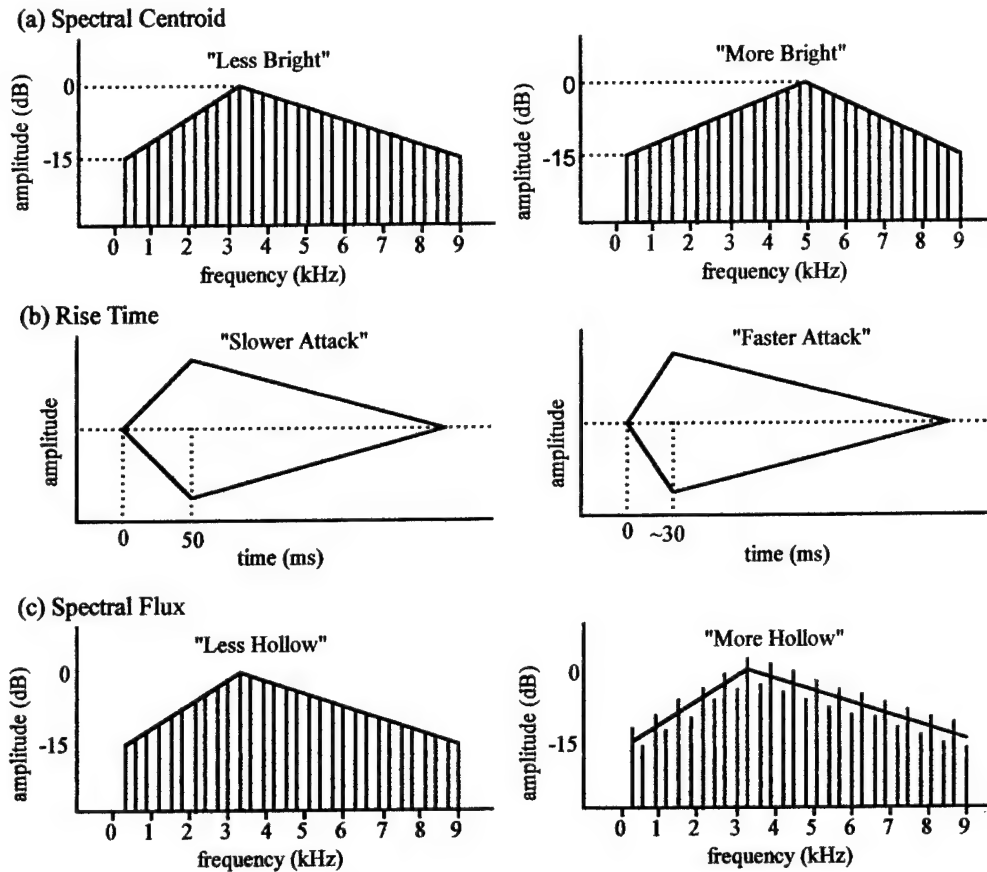 (a) Spectral Centroid
"Less Bright"
amplitude (dB)
0
-15
0 1 2 3 4 5 6 7 8 9
frequency (kHz)
"More Bright"
amplitude (dB)
0
-15
0 1 2 3 4 5 6 7 8 9
frequency (kHz)
(b) Rise Time
"Slower Attack"
amplitude
0 50
time (ms)
"Faster Attack"
amplitude
0 ~30
time (ms)
(c) Spectral Flux
"Less Hollow"
amplitude (dB)
0
-15
0 1 2 3 4 5 6 7 8 9
frequency (kHz)
"More Hollow"
amplitude (dB)
0
-15
0 1 2 3 4 5 6 7 8 9
frequency (kHz)